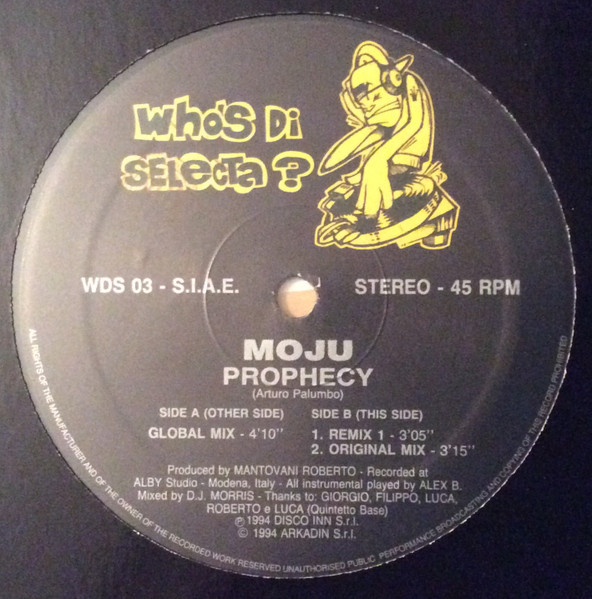 WHO'S Di
SELECTA?
WDS 03 - S.I.A.E.
STEREO - 45 RPM
MOJU
PROPHECY
(Arturo Palumbo)
SIDE A (OTHER SIDE)
GLOBAL MIX - 4'10''
SIDE B (THIS SIDE)
1. REMIX 1 - 3'05''
2. ORIGINAL MIX - 3'15''
Produced by MANTOVANI ROBERTO - Recorded at
ALBY Studio - Modena, Italy - All instrumental played by ALEX B.
Mixed by D.J. MORRIS - Thanks to: GIORGIO, FILIPPO, LUCA,
ROBERTO e LUCA (Quintetto Base)
℗ 1994 DISCO INN S.r.l.
© 1994 ARKADIN S.r.l.
ALL RIGHTS OF THE MANUFACTURER AND OF THE OWNER OF THE RECORDED WORK RESERVED UNAUTHORISED PUBLIC PERFORMANCE BROADCASTING AND COPYING OF THIS RECORD PROHIBITED